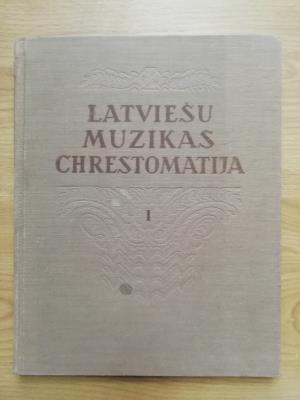 LATVIEŠU
MUZIKAS
CHRESTOMATIJA
I